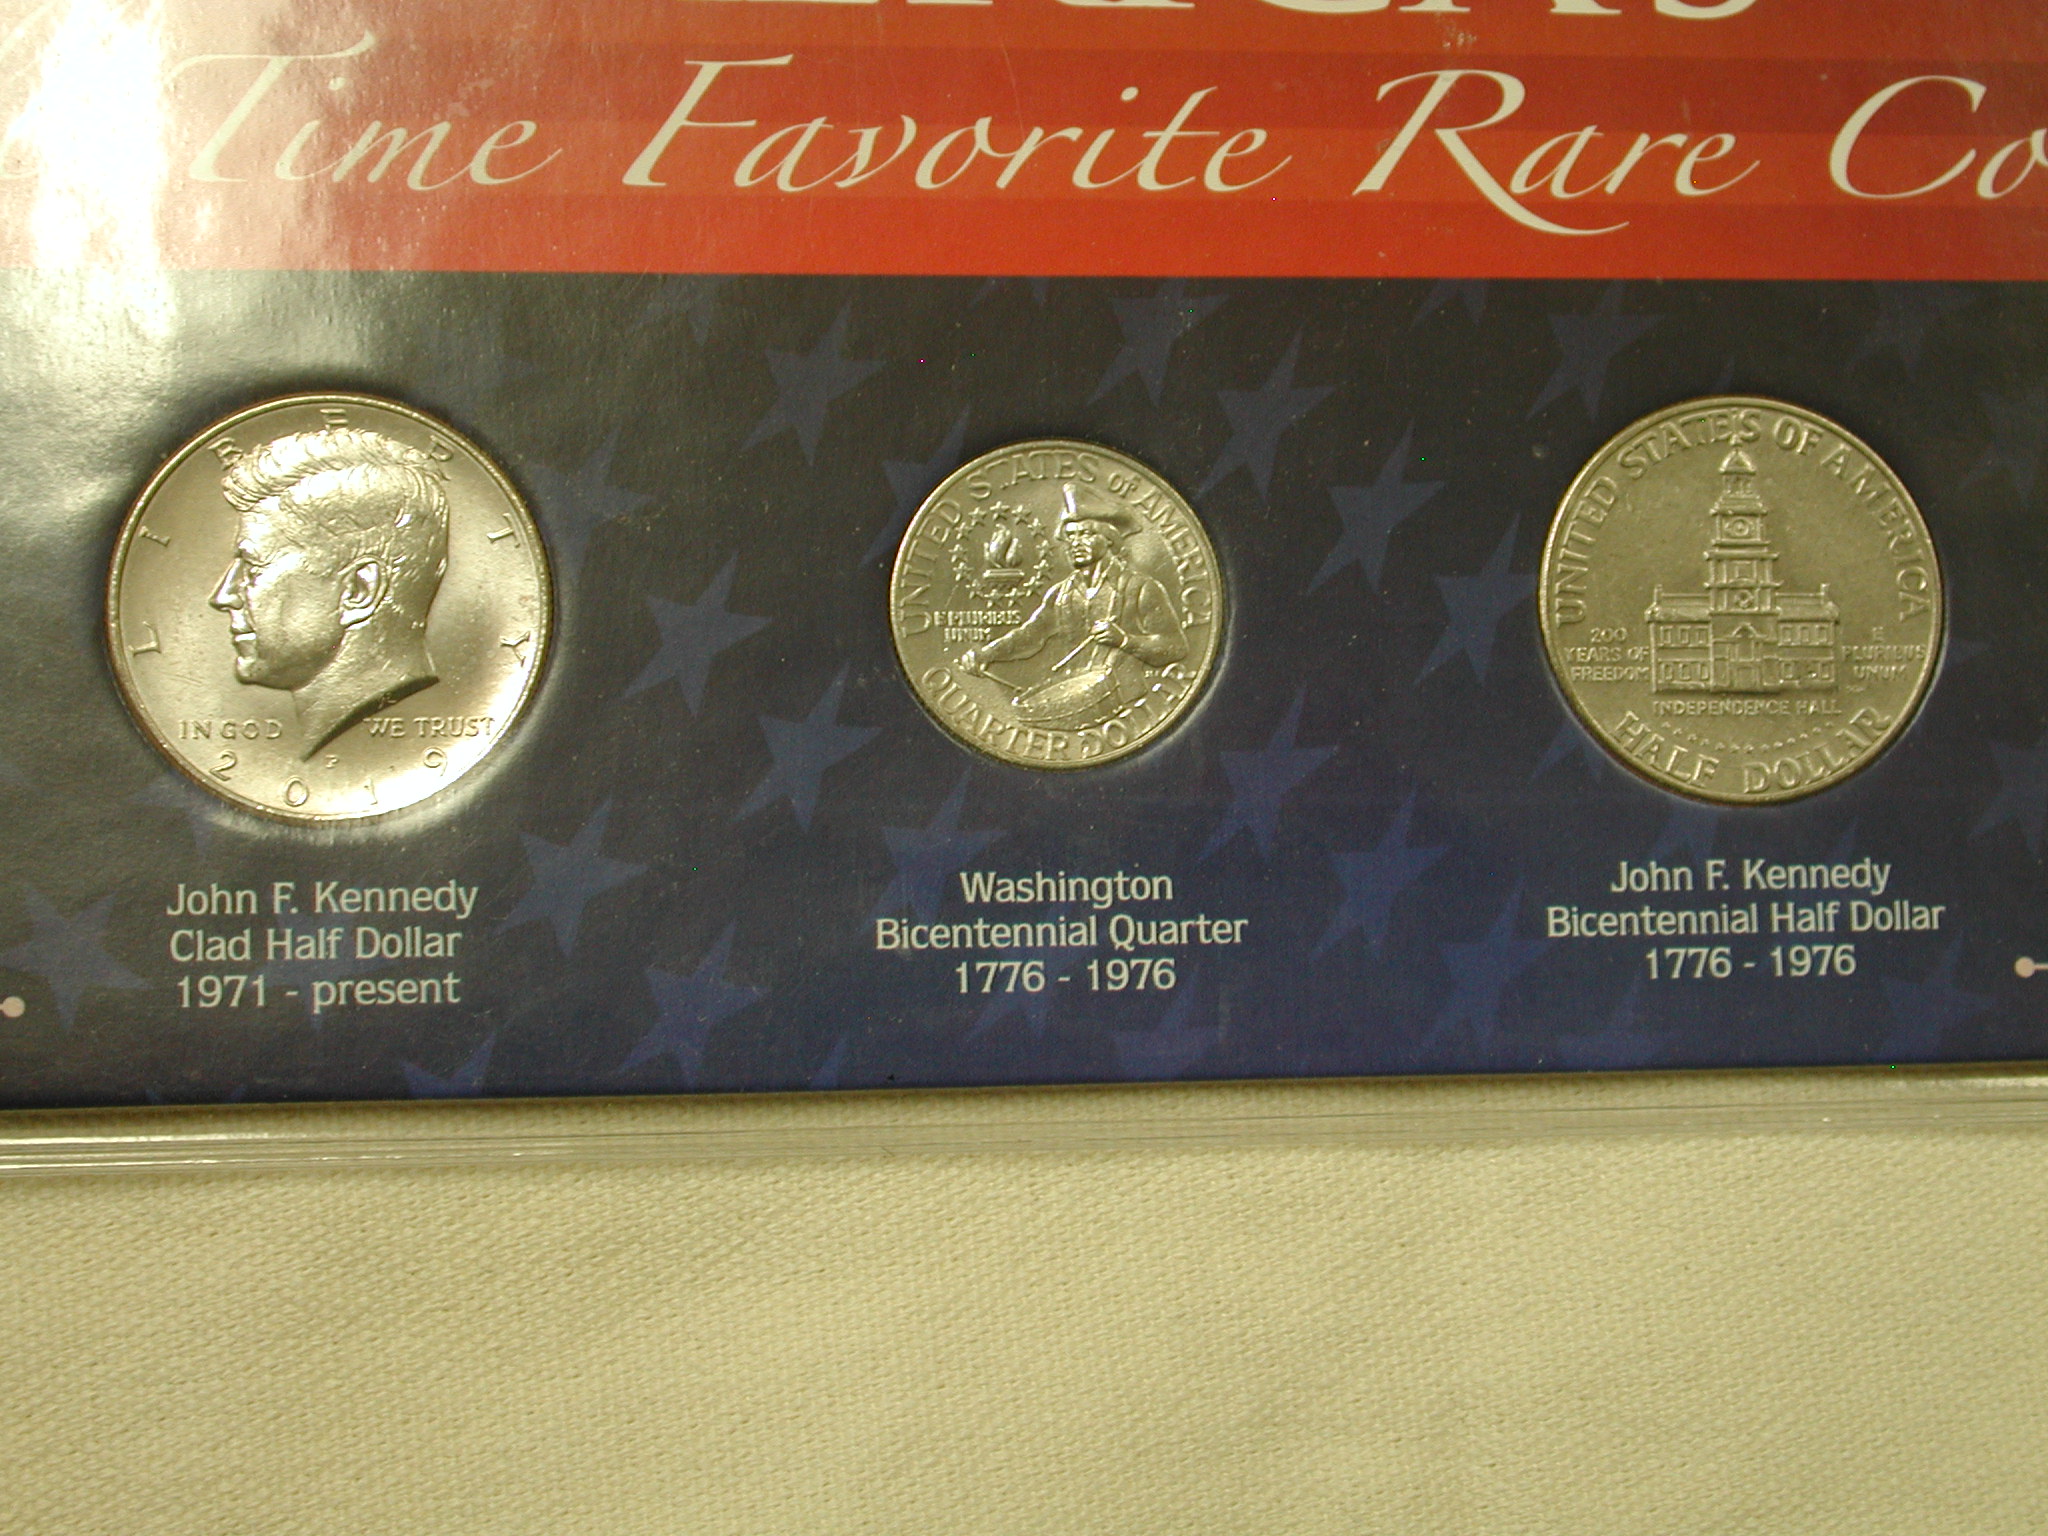 Time Favorite Rare Co
LIBERTY
IN GOD WE TRUST
P
2019
John F. Kennedy
Clad Half Dollar
1971 - present
UNITED STATES OF AMERICA
E PLURIBUS
UNUM
QUARTER DOLLAR
Washington
Bicentennial Quarter
1776 - 1976
UNITED STATES OF AMERICA
200
YEARS OF
FREEDOM
E
PLURIBUS
UNUM
INDEPENDENCE HALL
HALF DOLLAR
John F. Kennedy
Bicentennial Half Dollar
1776 - 1976